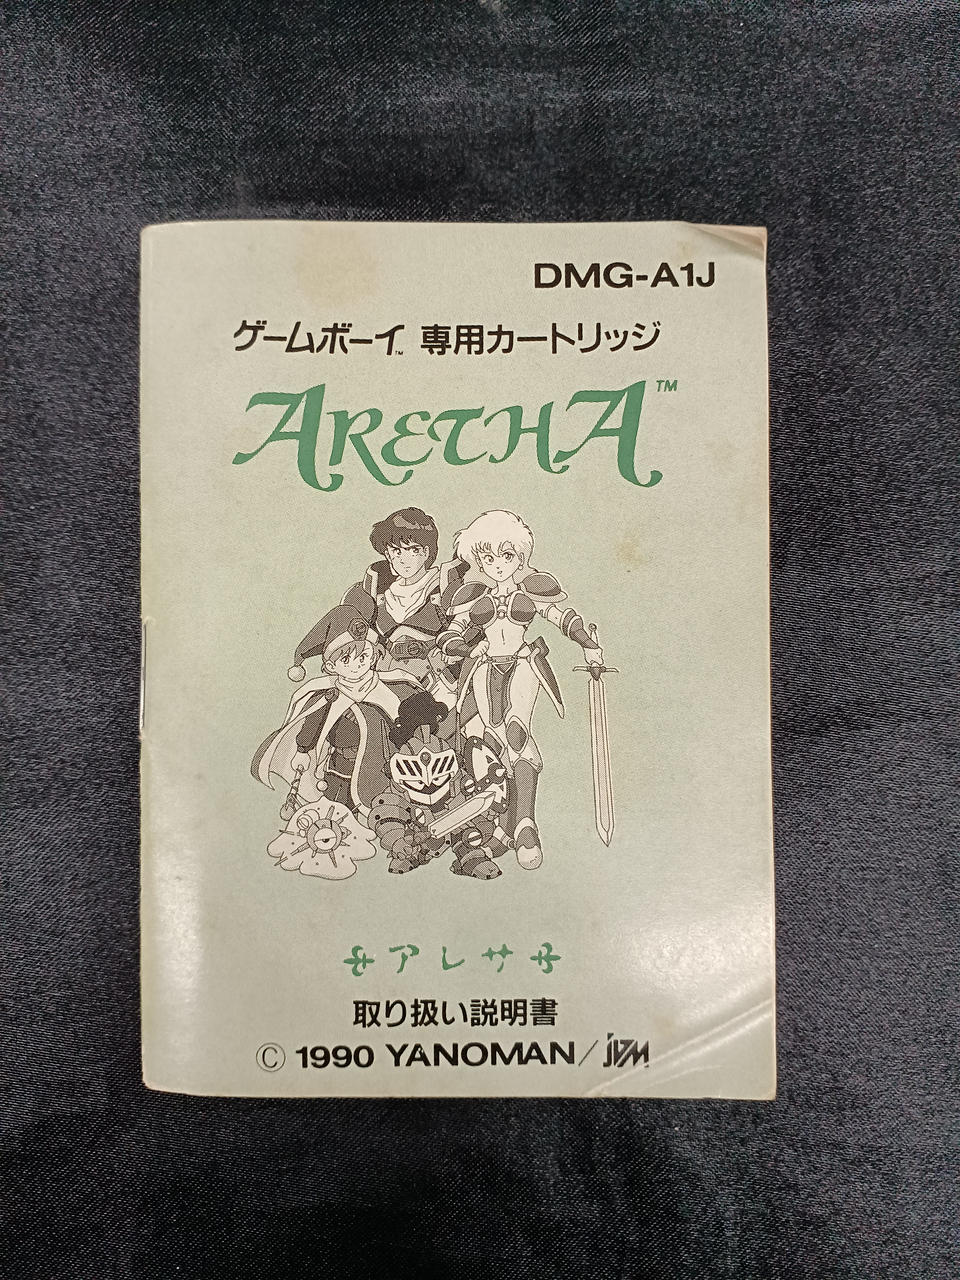 DMG-A1J
ゲームボーイ™ 専用カートリッジ
ARETHA™
アレサ
取り扱い説明書
© 1990 YANOMAN / jVM